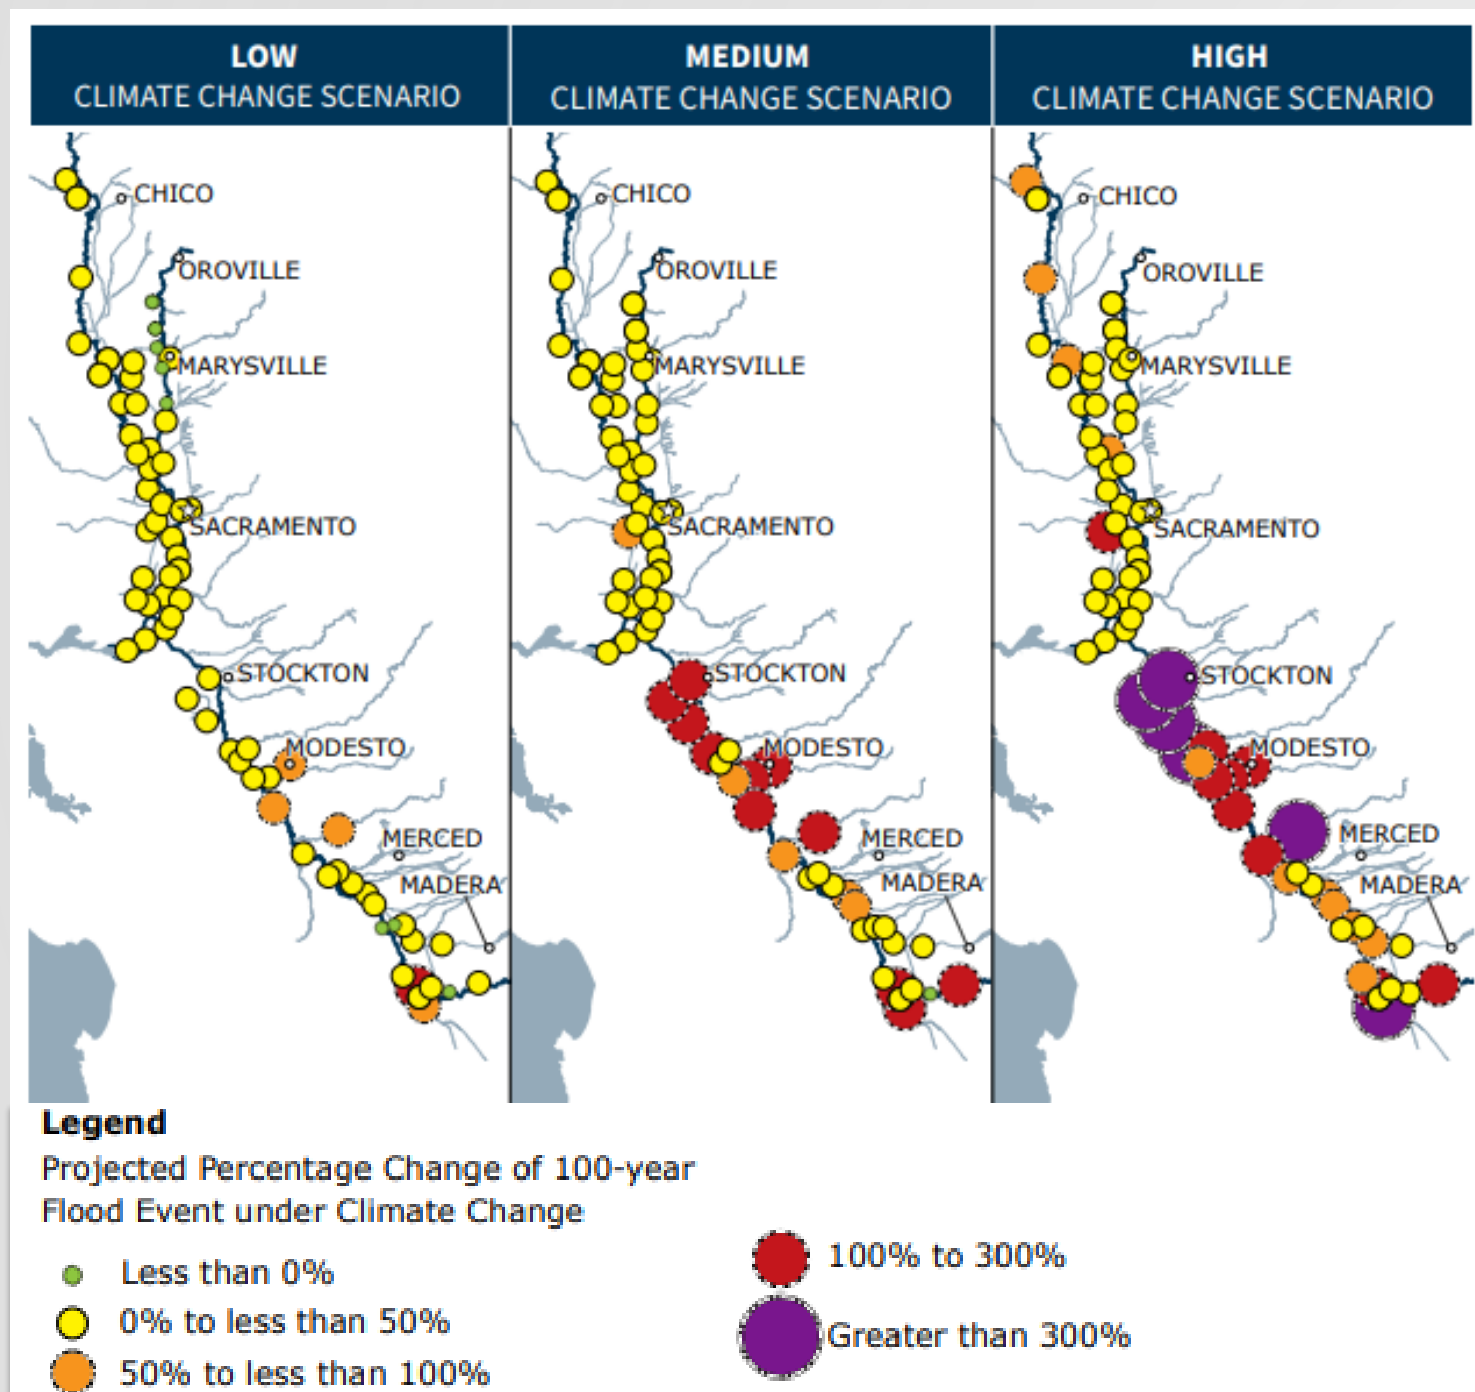 LOW
CLIMATE CHANGE SCENARIO
MEDIUM
CLIMATE CHANGE SCENARIO
HIGH
CLIMATE CHANGE SCENARIO
CHICO
OROVILLE
MARYSVILLE
SACRAMENTO
STOCKTON
MODESTO
MERCED
MADERA
CHICO
OROVILLE
MARYSVILLE
SACRAMENTO
STOCKTON
MODESTO
MERCED
MADERA
CHICO
OROVILLE
MARYSVILLE
SACRAMENTO
STOCKTON
MODESTO
MERCED
MADERA
Legend
Projected Percentage Change of 100-year
Flood Event under Climate Change
Less than 0%
0% to less than 50%
50% to less than 100%
100% to 300%
Greater than 300%